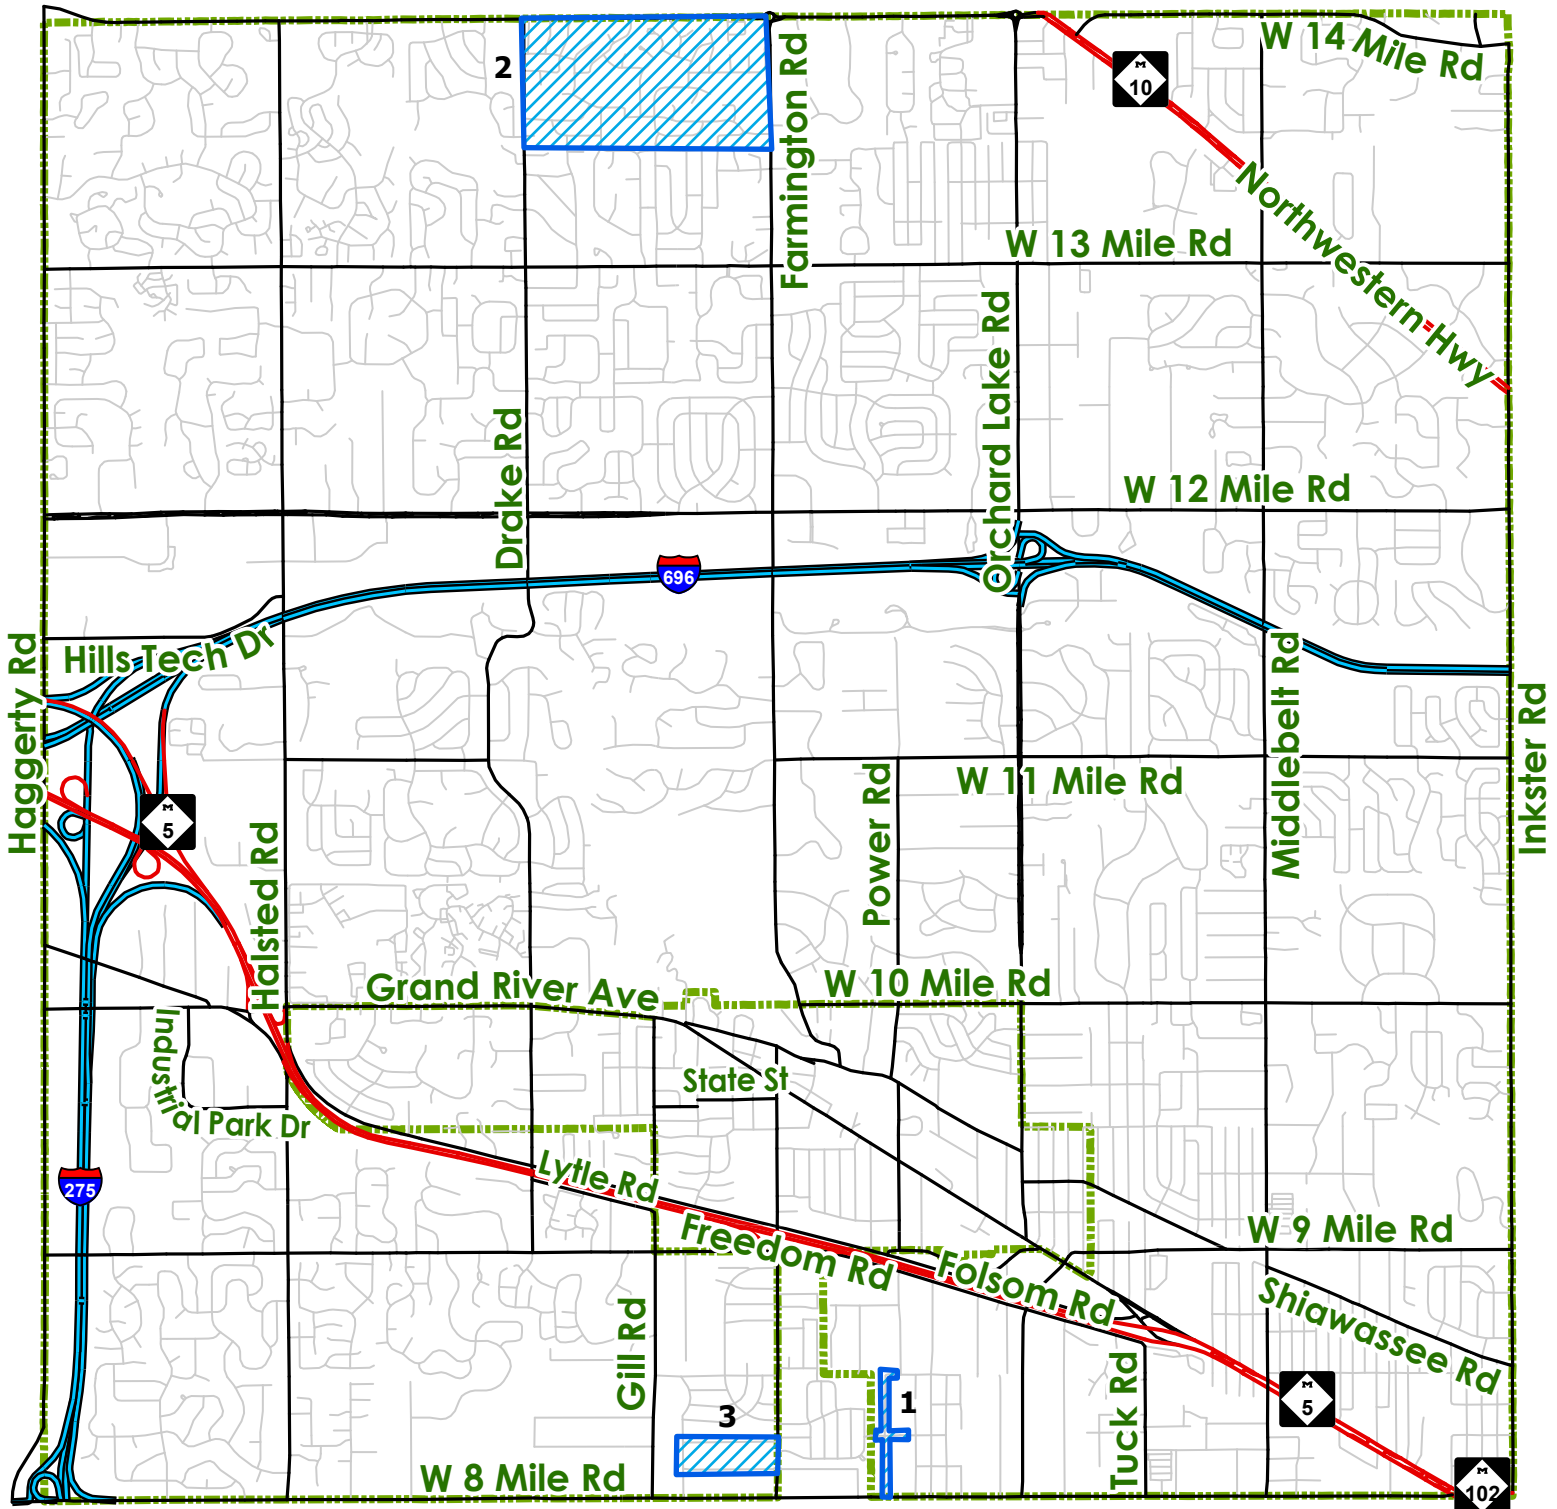 W 14 Mile Rd
2
Farmington Rd
M
10
Northwestern Hwy
W 13 Mile Rd
Orchard Lake Rd
Drake Rd
W 12 Mile Rd
696
Hills Tech Dr
Haggerty Rd
Middlebelt Rd
Inkster Rd
W 11 Mile Rd
Power Rd
M
5
Halsted Rd
Grand River Ave
W 10 Mile Rd
Industrial Park Dr
State St
275
Lytle Rd
Freedom Rd
Folsom Rd
W 9 Mile Rd
Shiawassee Rd
Gill Rd
Tuck Rd
1
3
M
5
W 8 Mile Rd
M
102